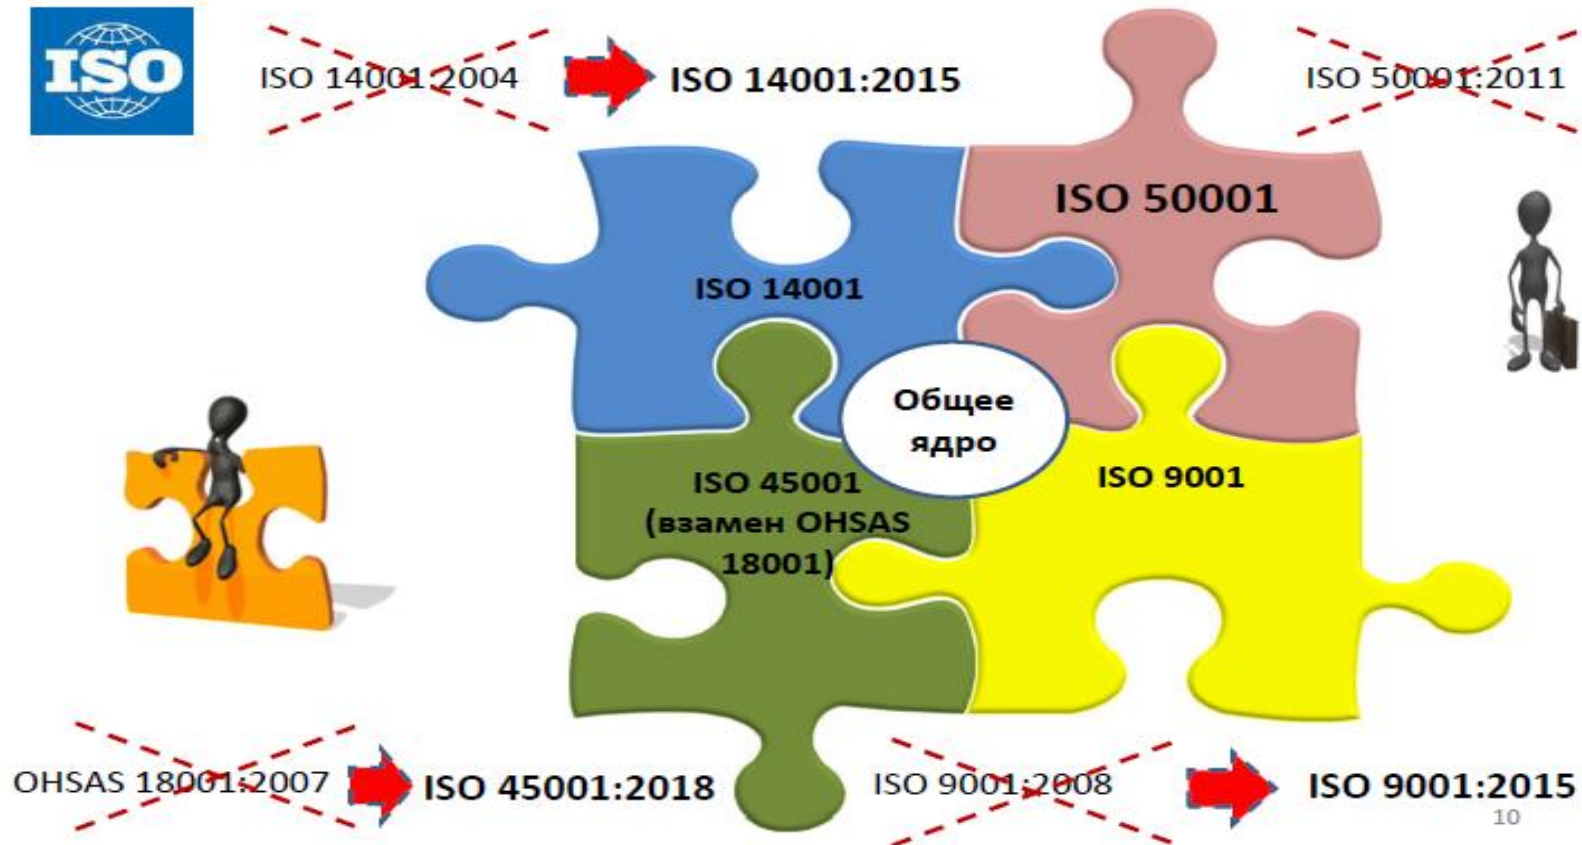 ISO
ISO 14001:2004
ISO 14001:2015
ISO 50001:2011
ISO 50001
ISO 14001
Общее
ядро
ISO 45001
(взамен OHSAS
18001)
ISO 9001
OHSAS 18001:2007
ISO 45001:2018
ISO 9001:2008
ISO 9001:2015
10